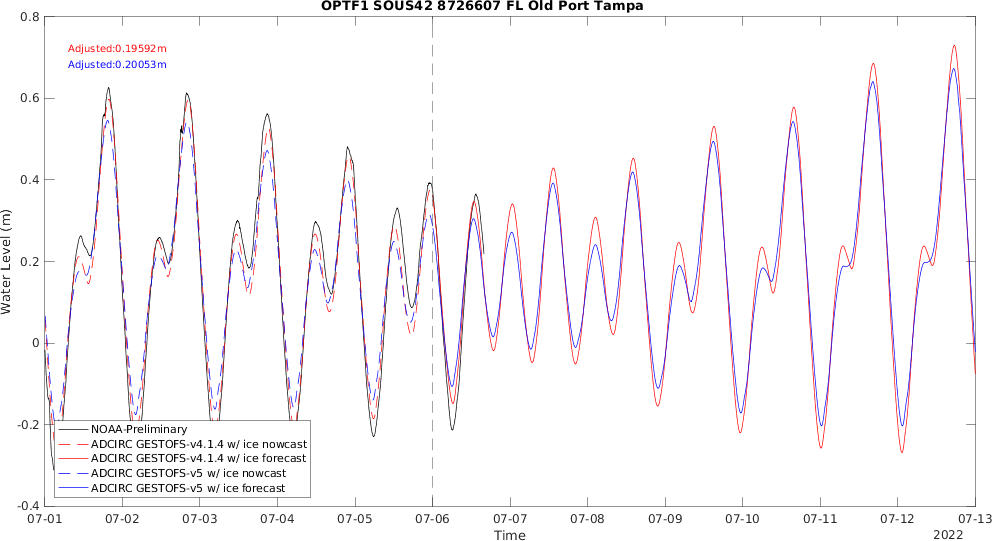 OPTF1 SOUS42 8726607 FL Old Port Tampa
Adjusted:0.19592m
Adjusted:0.20053m
Water Level (m)
0.8
0.6
0.4
0.2
0
-0.2
-0.4
NOAA-Preliminary
ADCIRC GESTOFS-v4.1.4 w/ ice nowcast
ADCIRC GESTOFS-v4.1.4 w/ ice forecast
ADCIRC GESTOFS-v5 w/ ice nowcast
ADCIRC GESTOFS-v5 w/ ice forecast
07-01 07-02 07-03 07-04 07-05 07-06 07-07 07-08 07-09 07-10 07-11 07-12 07-13
Time
2022